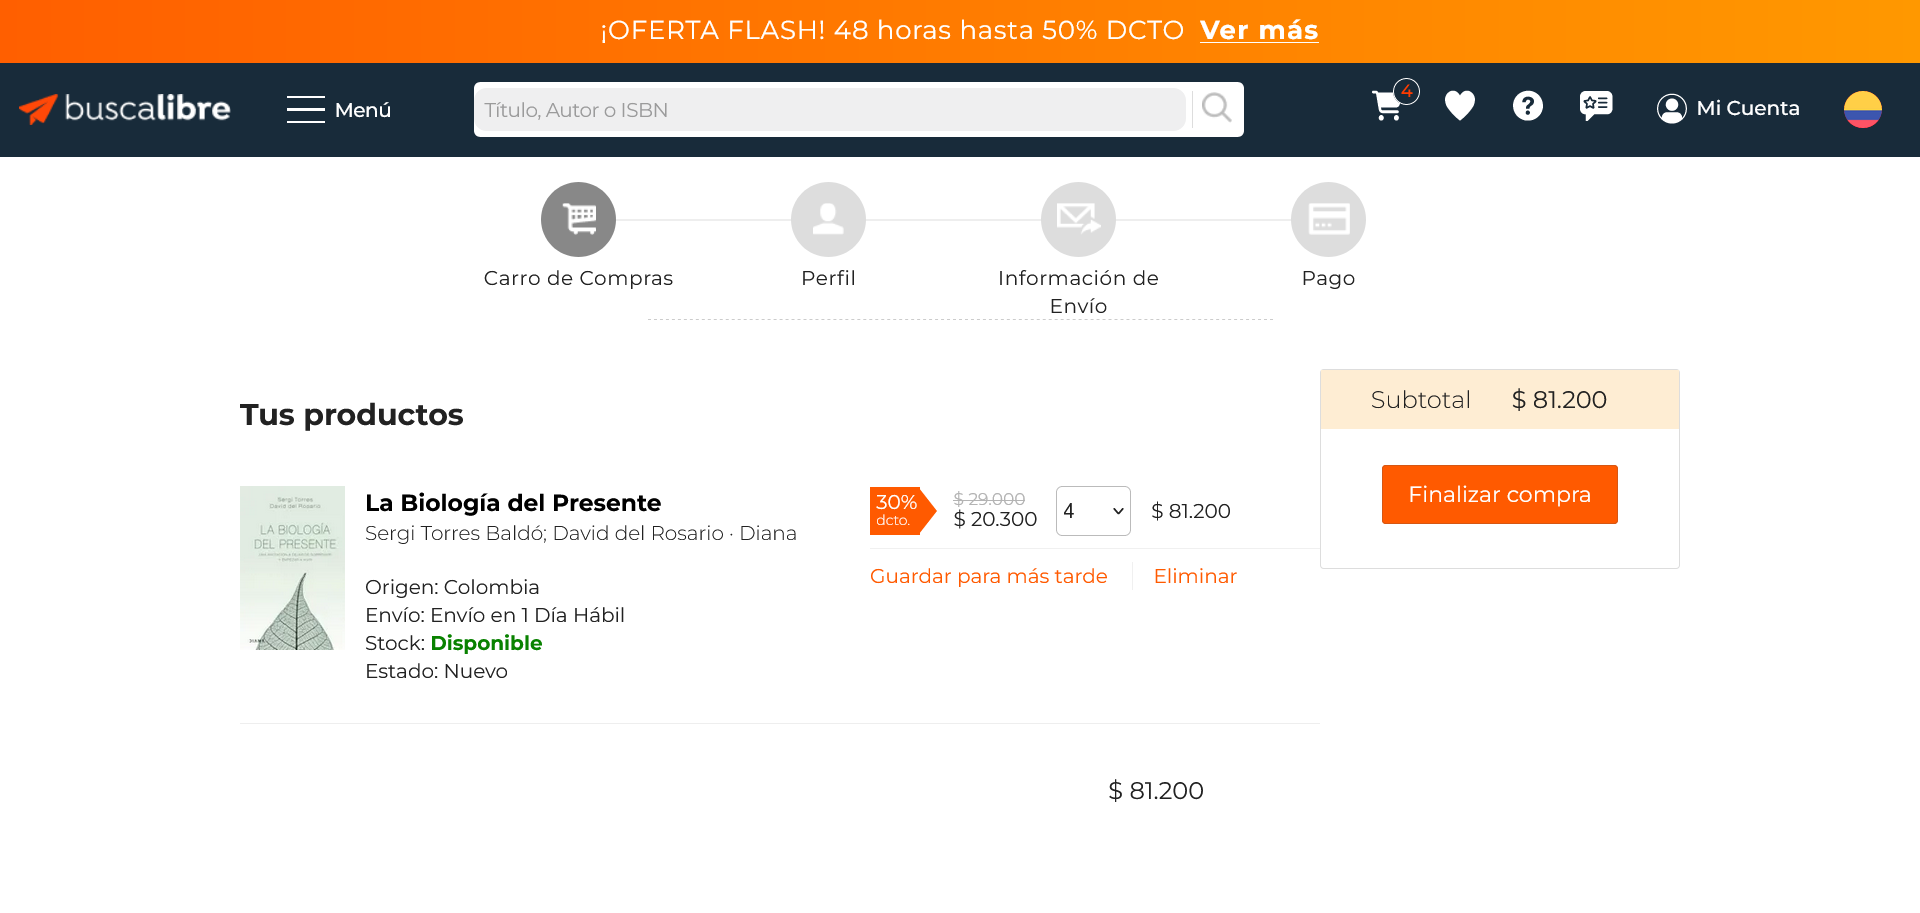 ¡OFERTA FLASH! 48 horas hasta 50% DCTO Ver más
buscalibre
Menú
Título, Autor o ISBN
4
Mi Cuenta
Carro de Compras
Perfil
Información de
Envío
Pago
Tus productos
Subtotal $ 81.200
Finalizar compra
Sergi Torres
David del Rosario
LA BIOLOGÍA
DEL PRESENTE
La Biología del Presente
Sergi Torres Baldó; David del Rosario · Diana
Origen: Colombia
Envío: Envío en 1 Día Hábil
Stock: Disponible
Estado: Nuevo
30%
dcto.
$ 29.000
$ 20.300
4
$ 81.200
Guardar para más tarde
Eliminar
$ 81.200